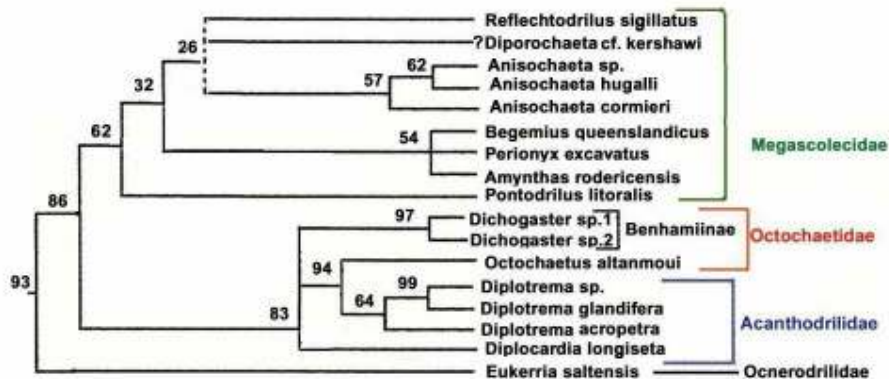 Reflechtodrilus sigillatus
?Diporochaeta cf. kershawi
Anisochaeta sp.
Anisochaeta hugalli
Anisochaeta cormieri
Begemius queenslandicus
Perionyx excavatus
Amynthas rodericensis
Pontodrilus litoralis
Megascolecidae
Dichogaster sp.1
Dichogaster sp.2
Benhamiinae
Octochaetus altanmoui
Octochaetidae
Diplotrema sp.
Diplotrema glandifera
Diplotrema acropetra
Diplocardia longiseta
Acanthodrilidae
Eukerria saltensis
Ocnerodrilidae
26
62
57
32
54
62
86
97
93
94
99
64
83